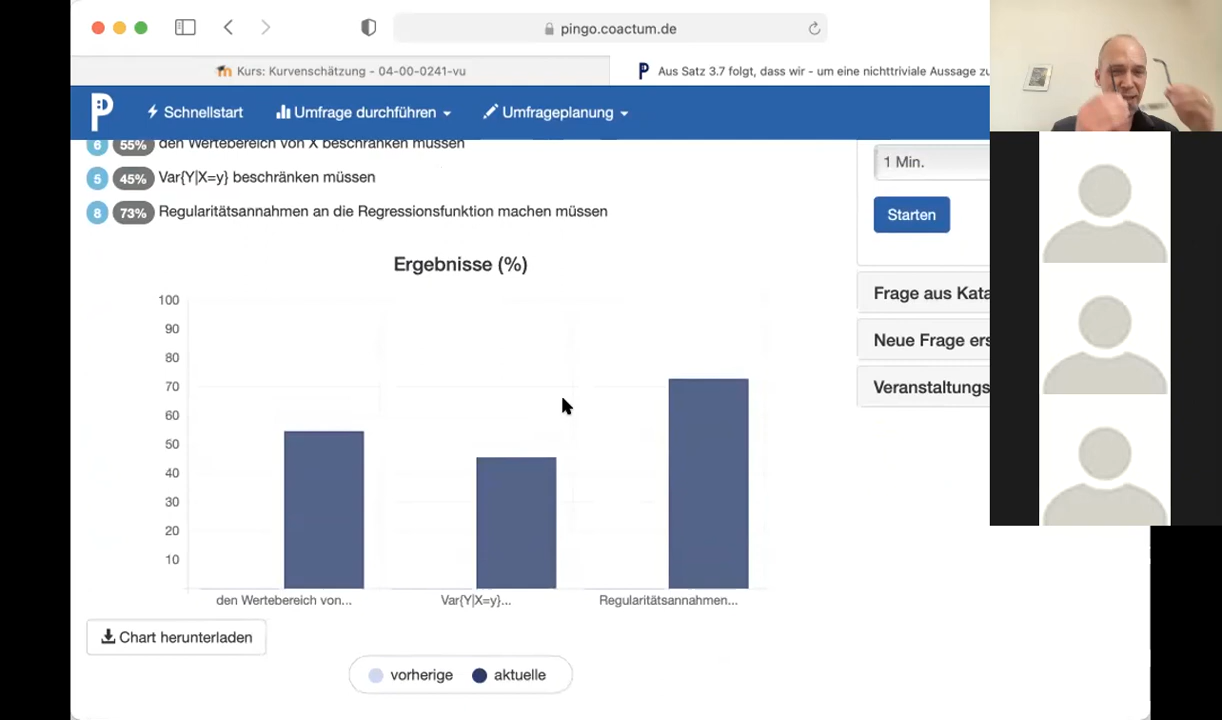 pingo.coactum.de
Kurs: Kurvenschätzung - 04-00-0241-vu
Aus Satz 3.7 folgt, dass wir - um eine nichttriviale Aussage zu
Schnellstart
Umfrage durchführen
Umfrageplanung
6 55% den Wertebereich von X beschränken müssen
5 45% Var{Y|X=y} beschränken müssen
8 73% Regularitätsannahmen an die Regressionsfunktion machen müssen
1 Min.
Starten
Frage aus Kata
Neue Frage ers
Veranstaltungs
Ergebnisse (%)
100
90
80
70
60
50
40
30
20
10
den Wertebereich von...
Var{Y|X=y}...
Regularitätsannahmen...
Chart herunterladen
vorherige
aktuelle